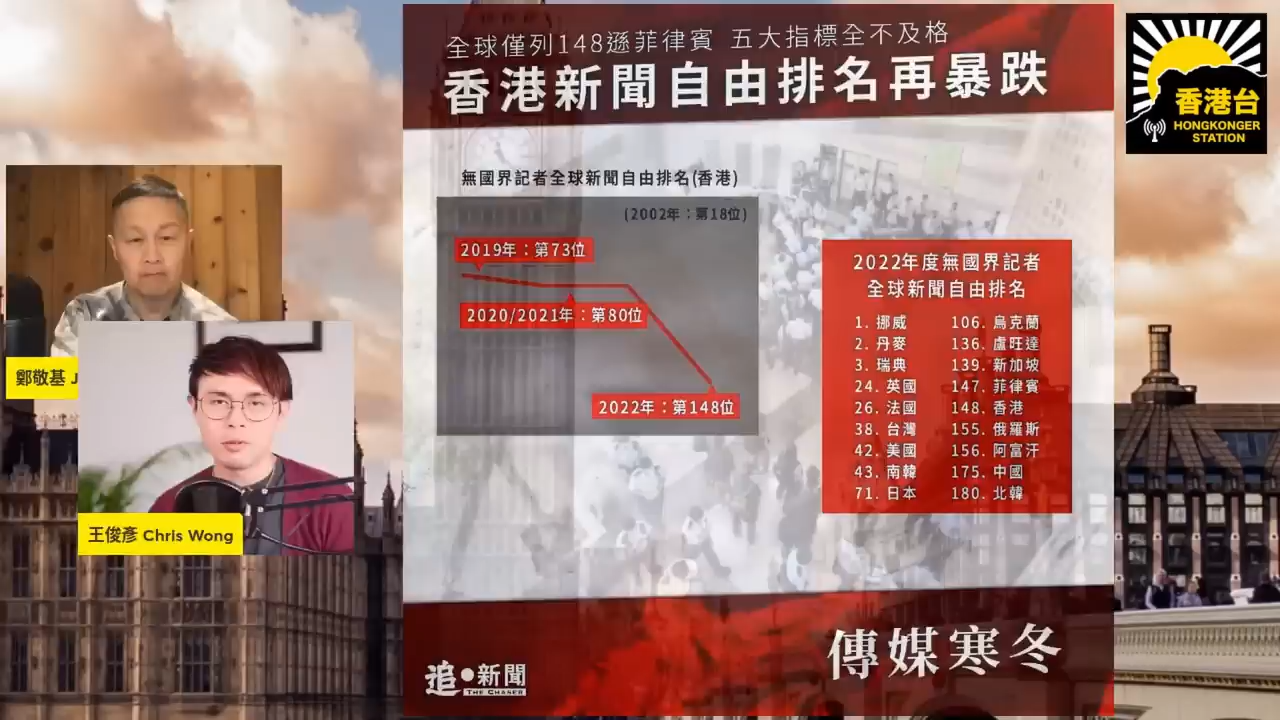 全球僅列148遜菲律賓 五大指標全不及格
香港新聞自由排名再暴跌
香港台
HONGKONGER
STATION
無國界記者全球新聞自由排名(香港)
(2002年：第18位)
2019年：第73位
2020/2021年：第80位
2022年：第148位
2022年度無國界記者
全球新聞自由排名
1. 挪威
2. 丹麥
3. 瑞典
24. 英國
26. 法國
38. 台灣
42. 美國
43. 南韓
71. 日本
106. 烏克蘭
136. 盧旺達
139. 新加坡
147. 菲律賓
148. 香港
155. 俄羅斯
156. 阿富汗
175. 中國
180. 北韓
鄭敬基 J
王俊彥 Chris Wong
傳媒寒冬
追●新聞
THE CHASER